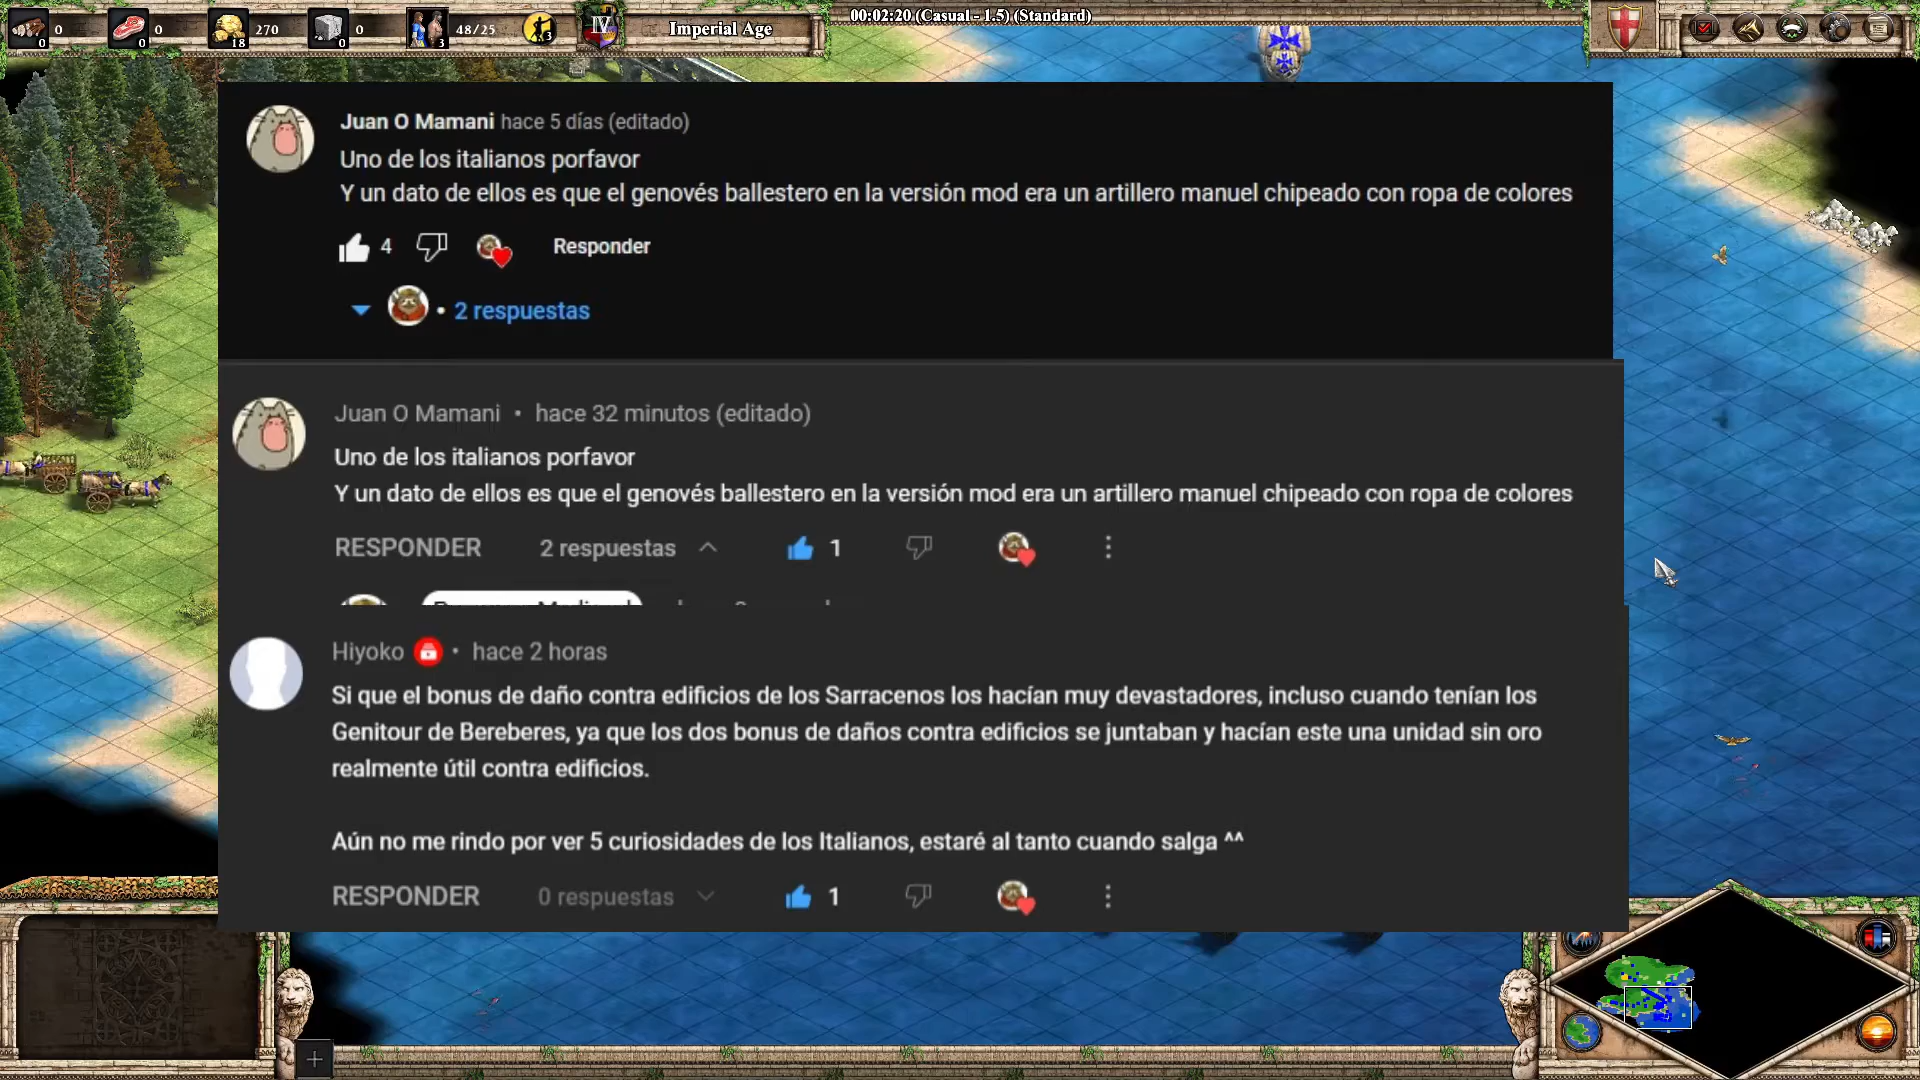 0
0
0
0
18
270
0
0
3
48/25
3
IV
Imperial Age
00:02:20 (Casual - 1.5) (Standard)
Juan O Mamani hace 5 días (editado)
Uno de los italianos porfavor
Y un dato de ellos es que el genovés ballestero en la versión mod era un artillero manuel chipeado con ropa de colores
4 Responder
• 2 respuestas
Juan O Mamani • hace 32 minutos (editado)
Uno de los italianos porfavor
Y un dato de ellos es que el genovés ballestero en la versión mod era un artillero manuel chipeado con ropa de colores
RESPONDER 2 respuestas 1
Hiyoko • hace 2 horas
Si que el bonus de daño contra edificios de los Sarracenos los hacían muy devastadores, incluso cuando tenían los
Genitour de Bereberes, ya que los dos bonus de daños contra edificios se juntaban y hacían este una unidad sin oro
realmente útil contra edificios.
Aún no me rindo por ver 5 curiosidades de los Italianos, estaré al tanto cuando salga ^^
RESPONDER 0 respuestas 1